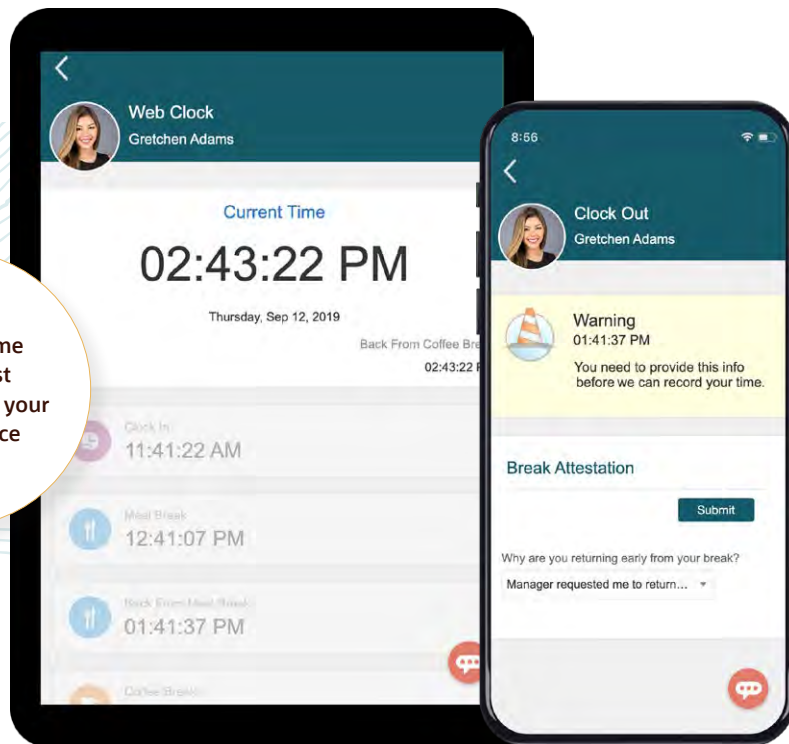 me
st
your
ce
Web Clock
Gretchen Adams
Current Time
02:43:22 PM
Thursday, Sep 12, 2019
Back From Coffee Bre
02:43:22
Clock In
11:41:22 AM
Meal Break
12:41:07 PM
Back From Meal Break
01:41:37 PM
Coffee Break
8:56
Clock Out
Gretchen Adams
Warning
01:41:37 PM
You need to provide this info
before we can record your time.
Break Attestation
Submit
Why are you returning early from your break?
Manager requested me to return...